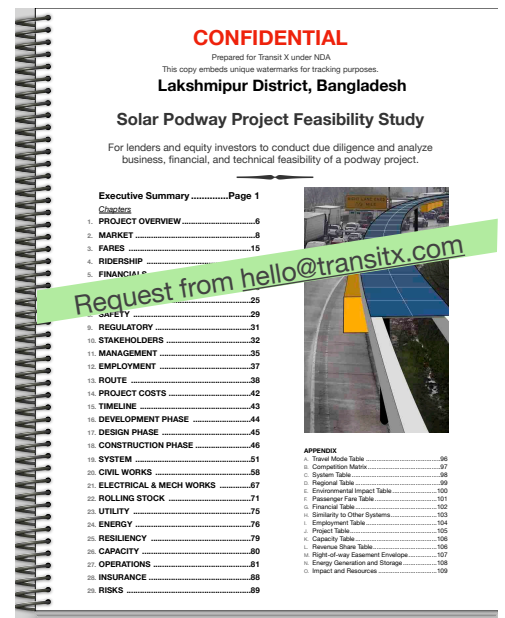 CONFIDENTIAL
Prepared for Transit X under NDA
This copy embeds unique watermarks for tracking purposes.
Lakshmipur District, Bangladesh
Solar Podway Project Feasibility Study
For lenders and equity investors to conduct due diligence and analyze
business, financial, and technical feasibility of a podway project.
Executive Summary .............Page 1
Chapters
1. PROJECT OVERVIEW ...................................6
2. MARKET ...................................8
3. FARES ...................................15
4. RIDERSHIP
5. FINANCIALS
Request from hello@transitx.com
25
8. SAFETY ...................................29
9. REGULATORY ...................................31
10. STAKEHOLDERS ...................................32
11. MANAGEMENT ...................................35
12. EMPLOYMENT ...................................37
13. ROUTE ...................................38
14. PROJECT COSTS ...................................42
15. TIMELINE ...................................43
16. DEVELOPMENT PHASE ...................................44
17. DESIGN PHASE ...................................45
18. CONSTRUCTION PHASE ...................................46
19. SYSTEM ...................................51
20. CIVIL WORKS ...................................58
21. ELECTRICAL & MECH WORKS ............67
22. ROLLING STOCK ...................................71
23. UTILITY ...................................75
24. ENERGY ...................................76
25. RESILIENCY ...................................79
26. CAPACITY ...................................80
27. OPERATIONS ...................................81
28. INSURANCE ...................................88
29. RISKS ...................................89
APPENDIX
A. Travel Mode Table ...................................96
B. Competition Matrix ...................................97
C. System Table ...................................98
D. Regional Table ...................................99
E. Environmental Impact Table ......................100
F. Passenger Fare Table ......................101
G. Financial Table ......................102
H. Similarity to Other Systems ......................103
I. Employment Table ......................104
J. Project Table ......................105
K. Capacity Table ......................106
L. Revenue Share Table ......................106
M. Right-of-way Easement Envelope ............107
N. Energy Generation and Storage ............108
O. Impact and Resources ......................109